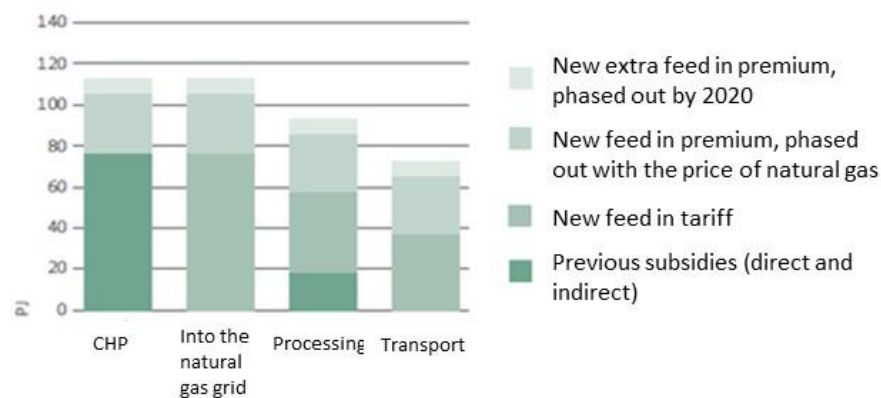 140
120
100
80
60
40
20
0
PJ
CHP
Into the
natural
gas grid
Processing
Transport
New extra feed in premium,
phased out by 2020
New feed in premium, phased
out with the price of natural gas
New feed in tariff
Previous subsidies (direct and
indirect)